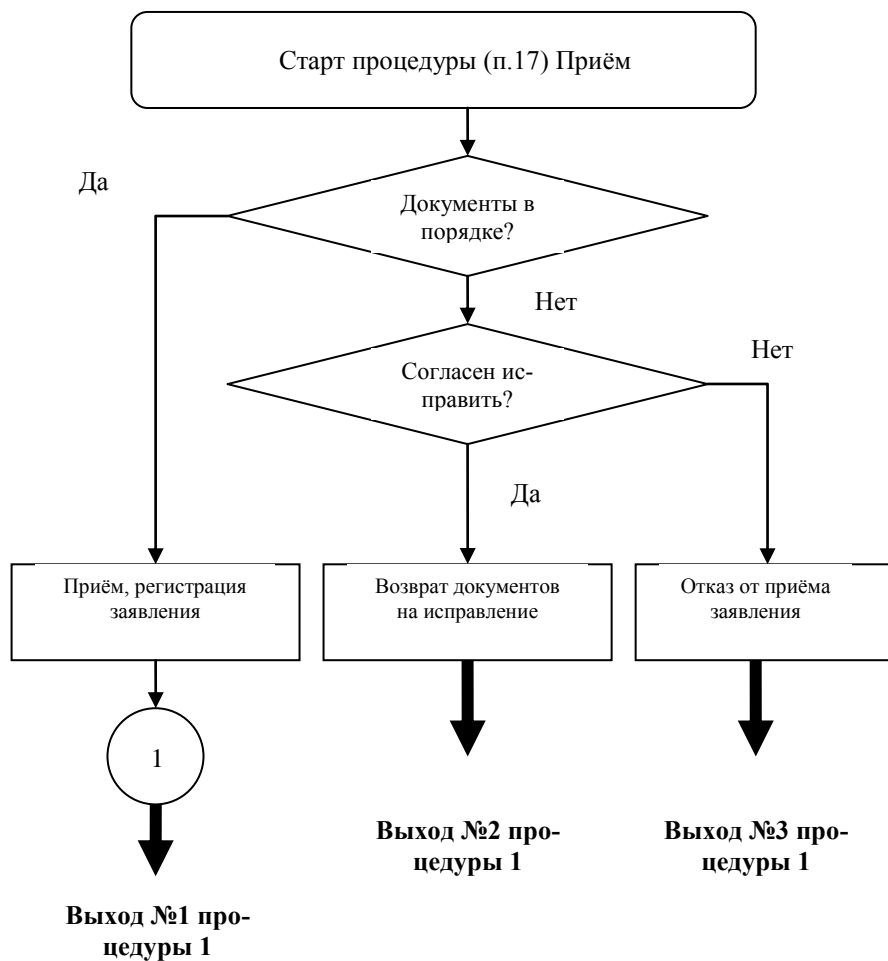 Старт процедуры (п.17) Приём
Да
Документы в
порядке?
Нет
Нет
Согласен ис-
править?
Да
Приём, регистрация
заявления
Возврат документов
на исправление
Отказ от приёма
заявления
1
Выход №2 про-
цедуры 1
Выход №3 про-
цедуры 1
Выход №1 про-
цедуры 1